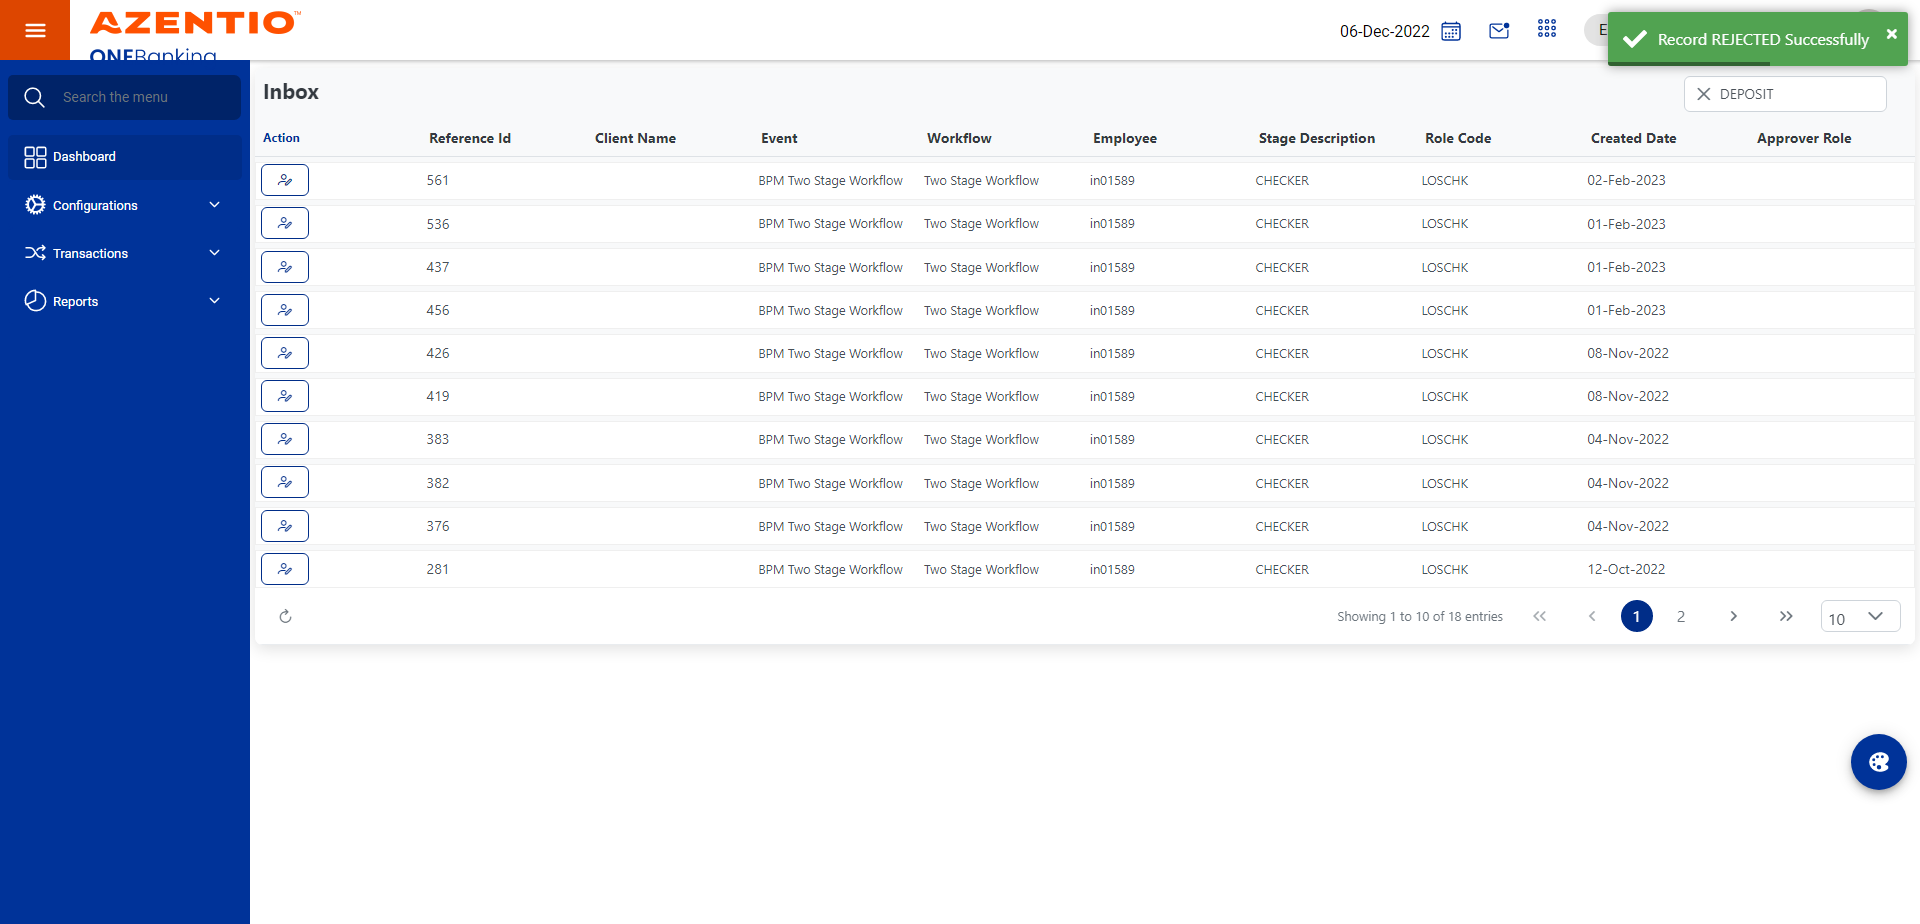 AZENTIO™
ONEBanking
06-Dec-2022
E
Record REJECTED Successfully
Search the menu
Dashboard
Configurations
Transactions
Reports
Inbox
DEPOSIT
Action Reference Id Client Name Event Workflow Employee Stage Description Role Code Created Date Approver Role
561 BPM Two Stage Workflow Two Stage Workflow in01589 CHECKER LOSCHK 02-Feb-2023
536 BPM Two Stage Workflow Two Stage Workflow in01589 CHECKER LOSCHK 01-Feb-2023
437 BPM Two Stage Workflow Two Stage Workflow in01589 CHECKER LOSCHK 01-Feb-2023
456 BPM Two Stage Workflow Two Stage Workflow in01589 CHECKER LOSCHK 01-Feb-2023
426 BPM Two Stage Workflow Two Stage Workflow in01589 CHECKER LOSCHK 08-Nov-2022
419 BPM Two Stage Workflow Two Stage Workflow in01589 CHECKER LOSCHK 08-Nov-2022
383 BPM Two Stage Workflow Two Stage Workflow in01589 CHECKER LOSCHK 04-Nov-2022
382 BPM Two Stage Workflow Two Stage Workflow in01589 CHECKER LOSCHK 04-Nov-2022
376 BPM Two Stage Workflow Two Stage Workflow in01589 CHECKER LOSCHK 04-Nov-2022
281 BPM Two Stage Workflow Two Stage Workflow in01589 CHECKER LOSCHK 12-Oct-2022
Showing 1 to 10 of 18 entries 1 2 10